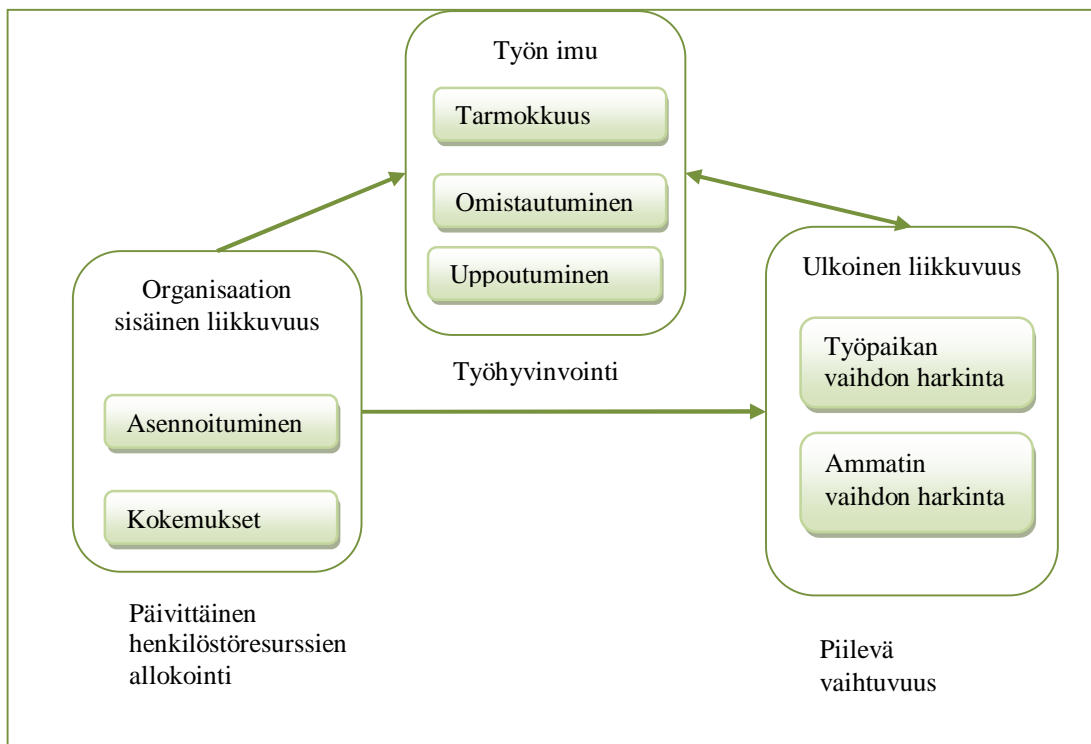 Työn imu
Tarmokkuus
Omistautuminen
Uppoutuminen
Työhyvinvointi
Organisaation
sisäinen liikkuvuus
Asennoituminen
Kokemukset
Päivittäinen
henkilöstöresurssien
allokointi
Ulkoinen liikkuvuus
Työpaikan
vaihdon harkinta
Ammatin
vaihdon harkinta
Piilevä
vaihtuvuus